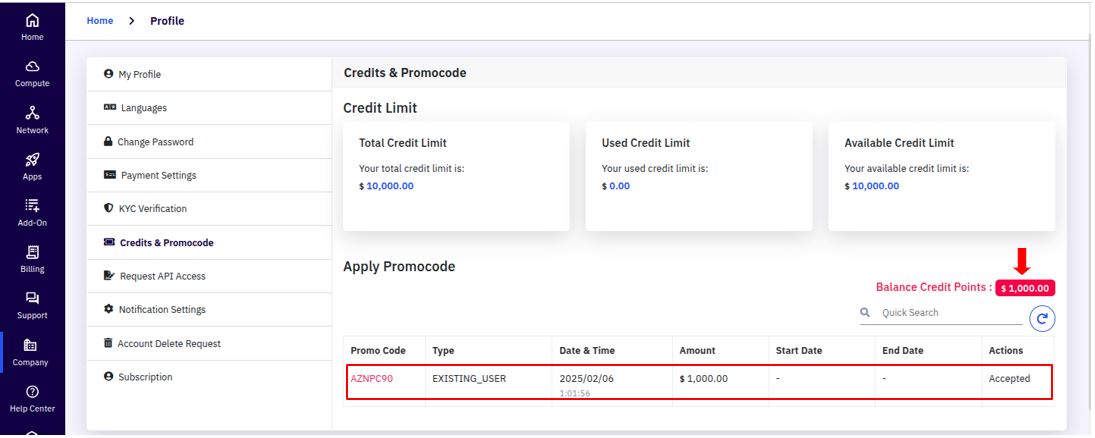 Home > Profile
Home
Compute
Network
Apps
Add-On
Billing
Support
Company
Help Center
My Profile
Languages
Change Password
Payment Settings
KYC Verification
Credits & Promocode
Request API Access
Notification Settings
Account Delete Request
Subscription
Credits & Promocode
Credit Limit
Total Credit Limit
Your total credit limit is:
$ 10,000.00
Used Credit Limit
Your used credit limit is:
$ 0.00
Available Credit Limit
Your available credit limit is:
$ 10,000.00
Apply Promocode
Balance Credit Points : $ 1,000.00
Quick Search
Promo Code Type Date & Time Amount Start Date End Date Actions
AZNPC90 EXISTING_USER 2025/02/06 $ 1,000.00 - - Accepted
1:01:56